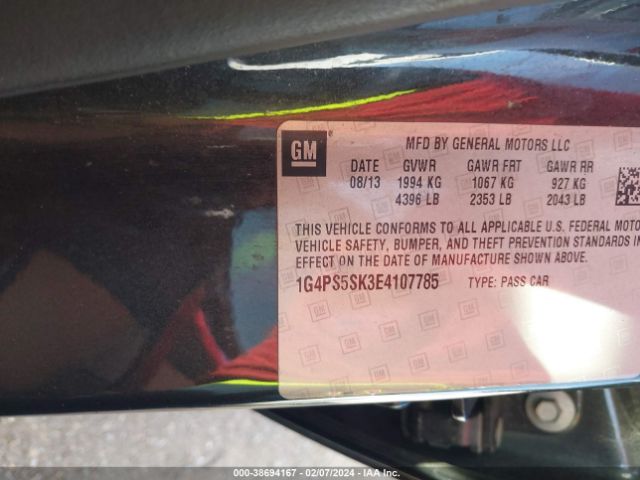 GM
MFD BY GENERAL MOTORS LLC
DATE GVWR GAWR FRT GAWR RR
08/13 1994 KG 1067 KG 927 KG
4396 LB 2353 LB 2043 LB
THIS VEHICLE CONFORMS TO ALL APPLICABLE U.S. FEDERAL MOTO
VEHICLE SAFETY, BUMPER, AND THEFT PREVENTION STANDARDS IN
EFFECT ON THE DATE OF MANUFACTURE SHOWN ABOVE.
1G4PS5SK3E4107785 TYPE: PASS CAR
000-38694167 - 02/07/2024 - IAAI.CA